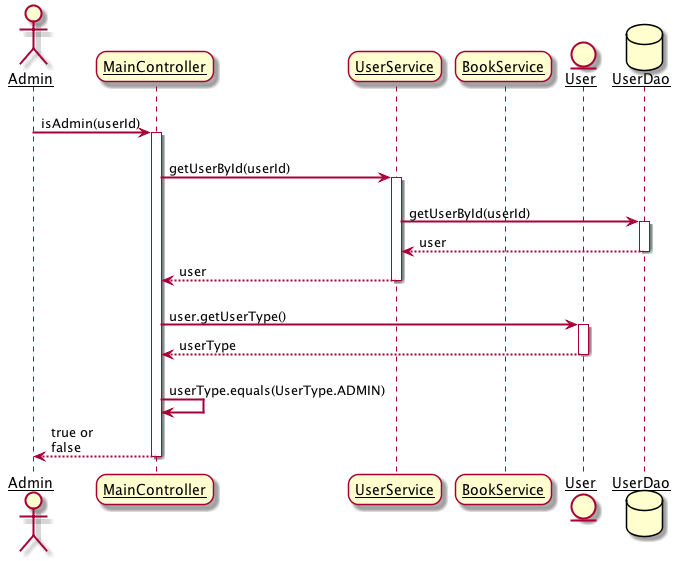 Admin
MainController
UserService
BookService
User
UserDao
isAdmin(userId)
getUserById(userId)
getUserById(userId)
user
user
user.getUserType()
userType
userType.equals(UserType.ADMIN)
true or
false
Admin
MainController
UserService
BookService
User
UserDao